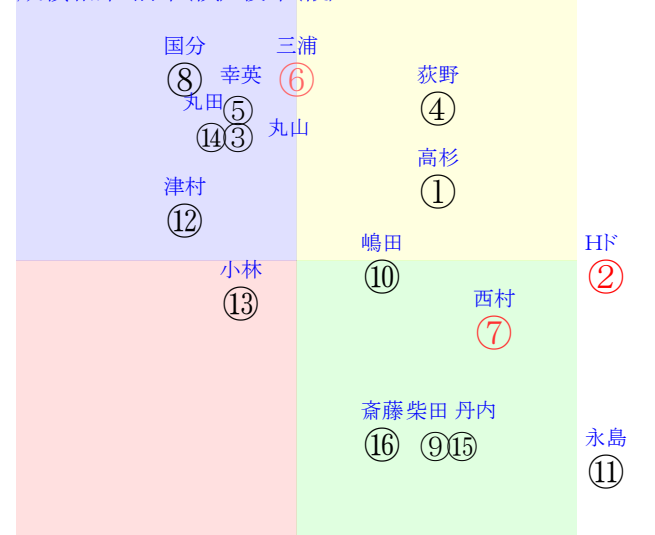 国分 三浦
⑧ 幸英 ⑥ 荻野
丸田 ⑤ ④
⑭③ 丸山
高杉
津村 ①
⑫
嶋田 Hド
小林 ⑩ ②
⑬ 西村
⑦
斎藤 柴田 丹内
⑯ ⑨⑮ 永島
⑪